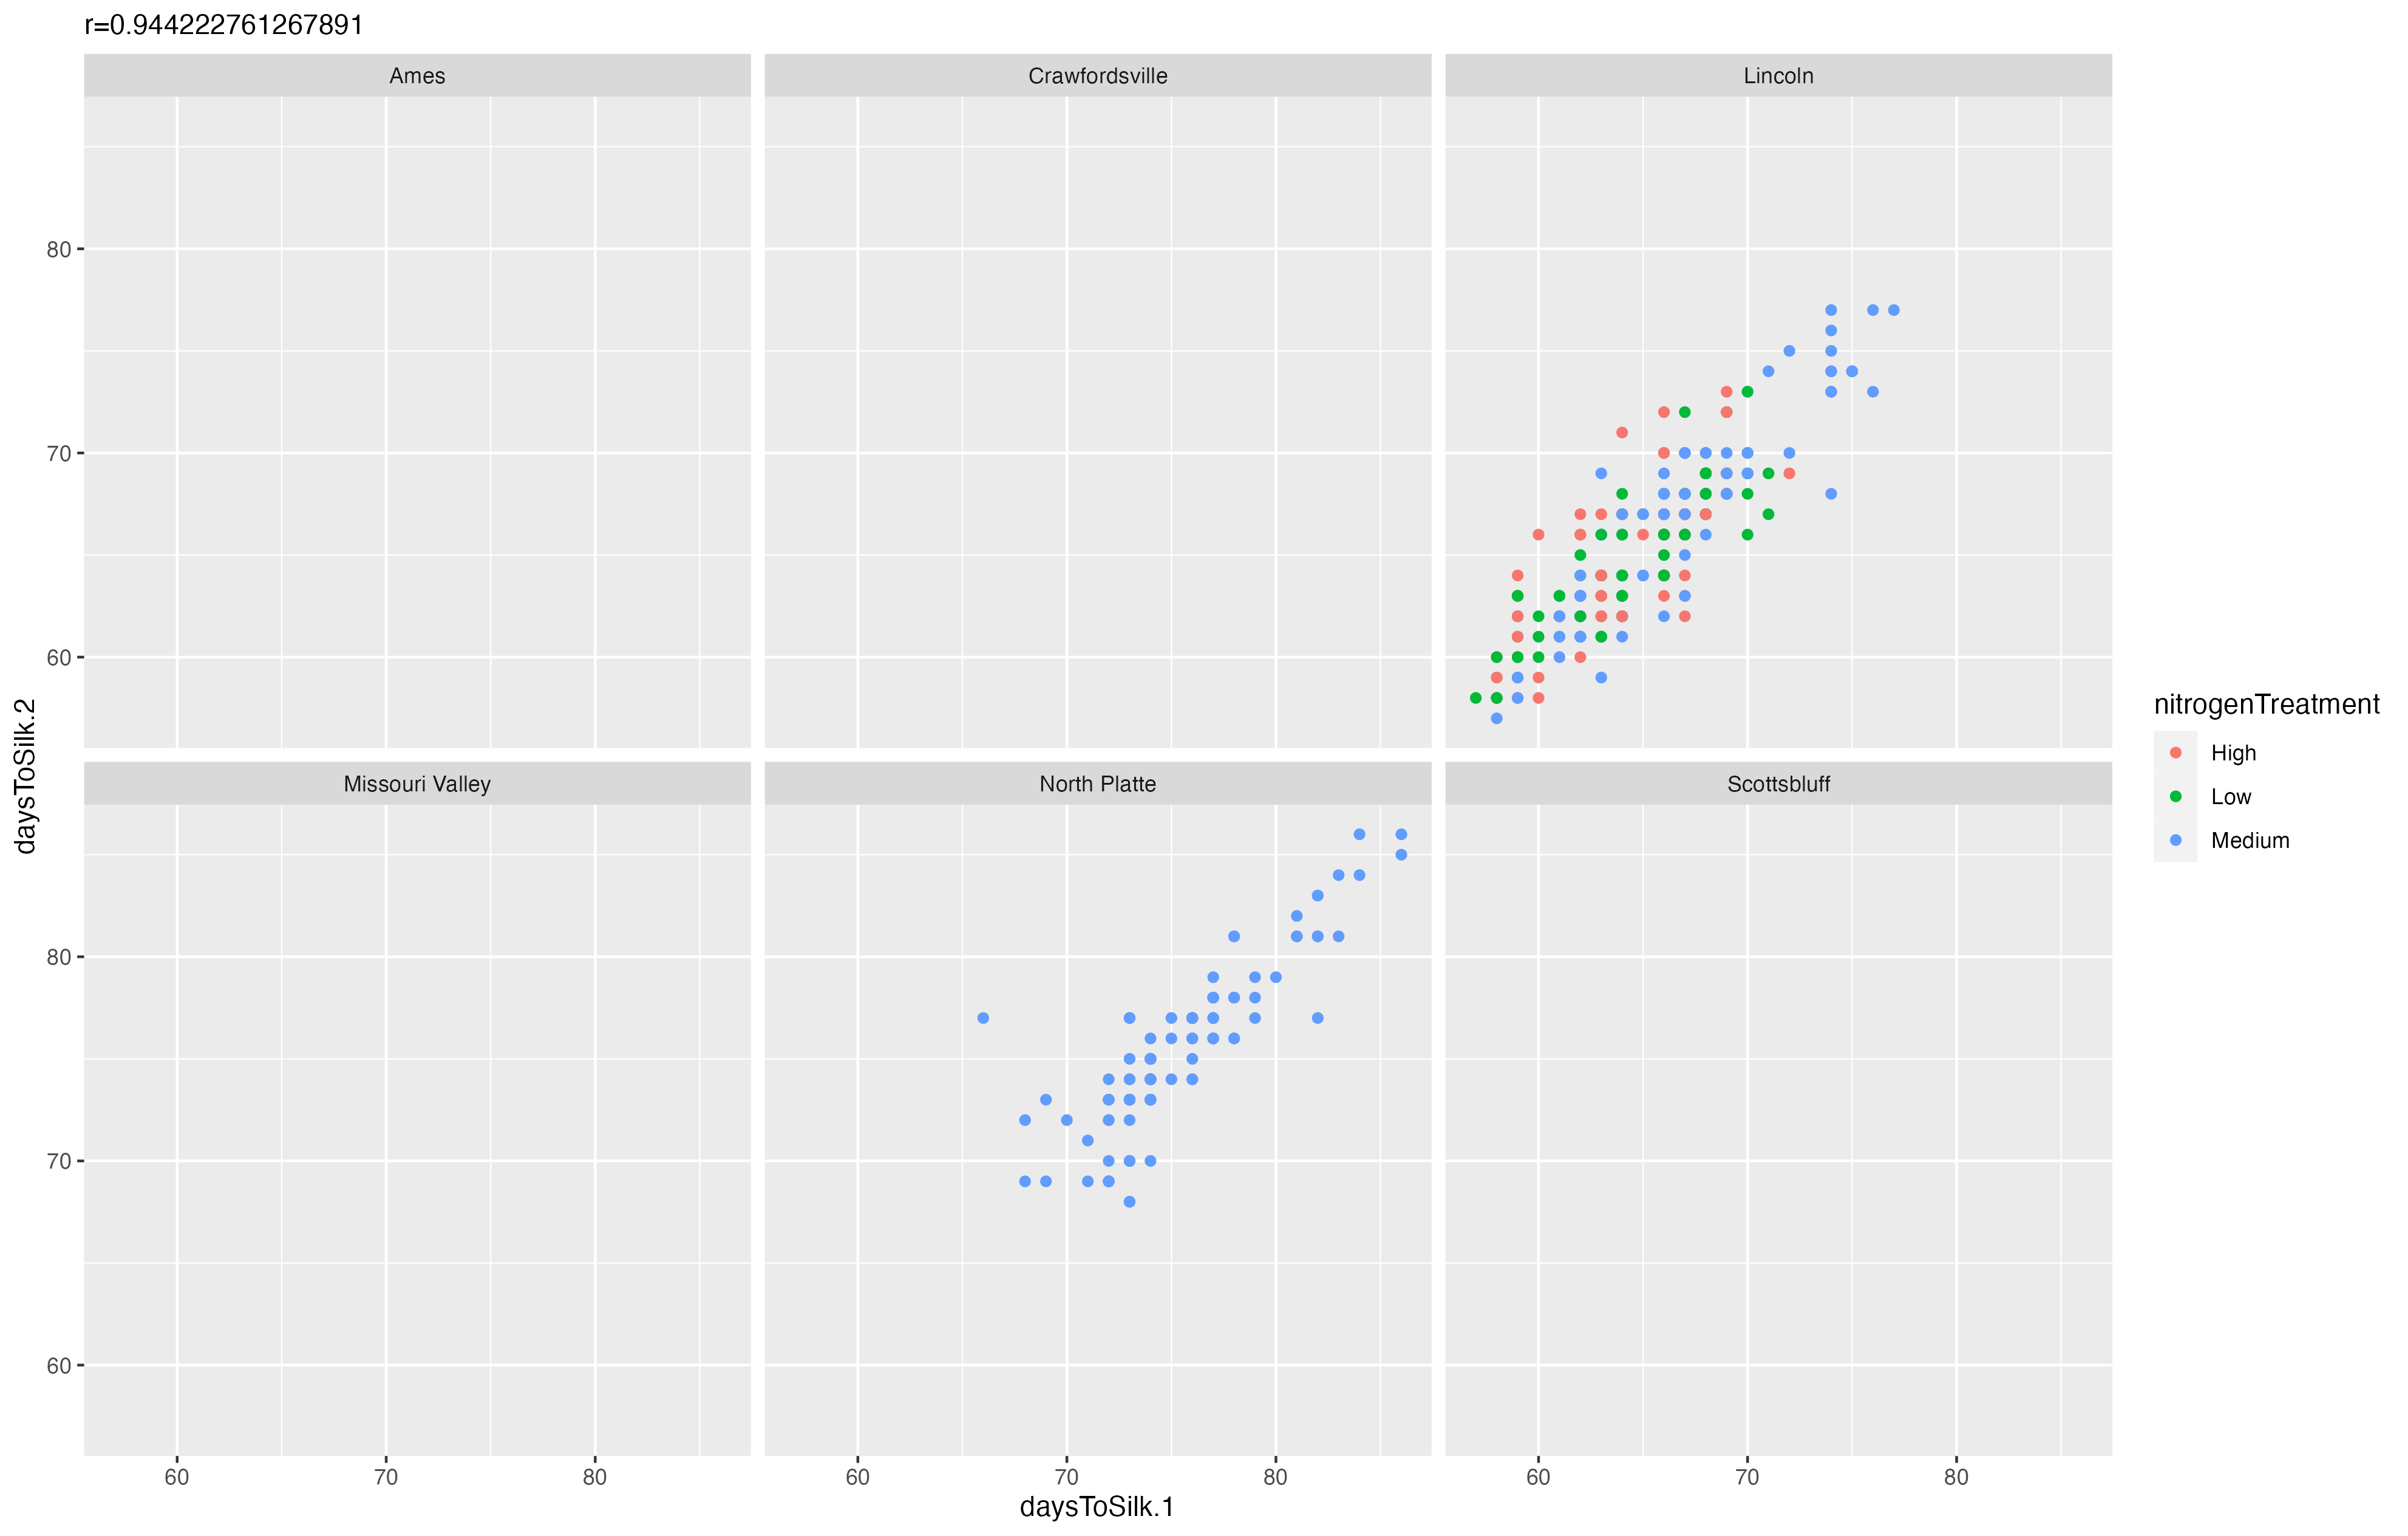 r=0.944222761267891
Ames
Crawfordsville
Lincoln
80
70
60
Missouri Valley
North Platte
Scottsbluff
80
70
60
60 70 80
60 70 80
60 70 80
daysToSilk.1
daysToSilk.2
nitrogenTreatment
High
Low
Medium